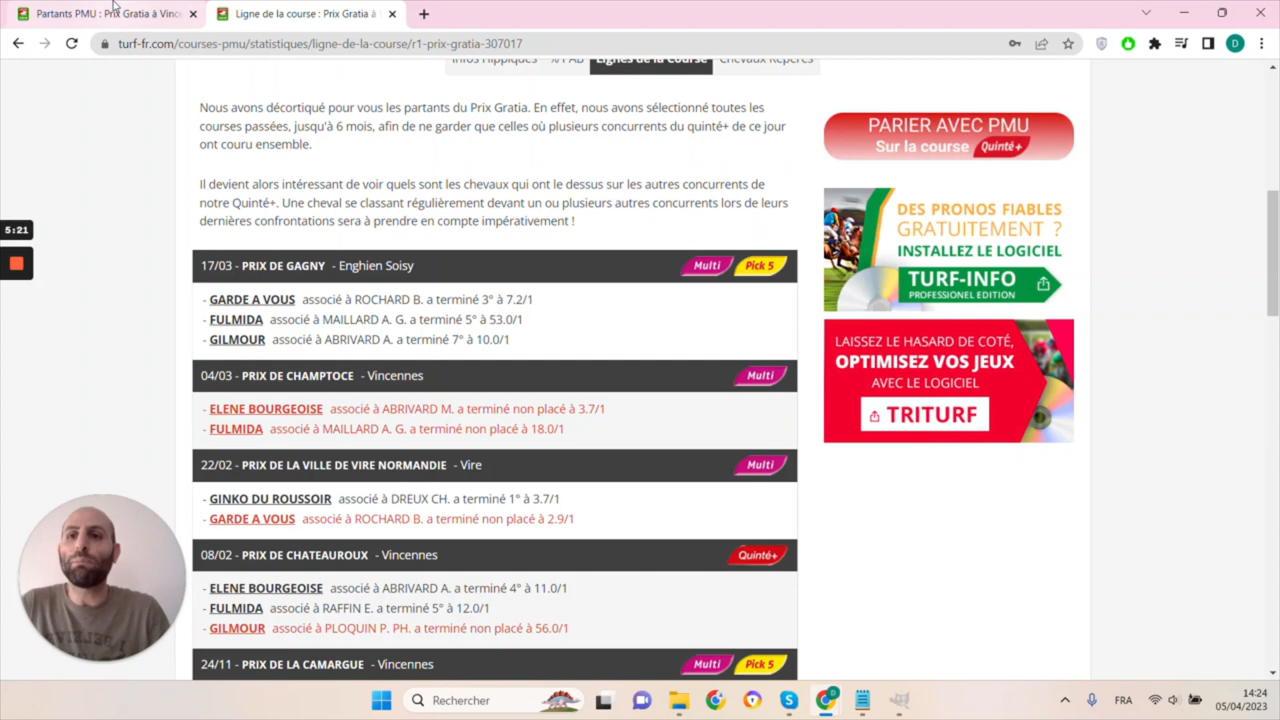 Partants PMU : Prix Gratia à Vince
Ligne de la course : Prix Gratia à
turf-fr.com/courses-pmu/statistiques/ligne-de-la-course/r1-prix-gratia-307017
D
Infos Hippiques
% FAB
Lignes de la Course
Chevaux Repérés
Nous avons décortiqué pour vous les partants du Prix Gratia. En effet, nous avons sélectionné toutes les
courses passées, jusqu'à 6 mois, afin de ne garder que celles où plusieurs concurrents du quinté+ de ce jour
ont couru ensemble.
Il devient alors intéressant de voir quels sont les chevaux qui ont le dessus sur les autres concurrents de
notre Quinté+. Une cheval se classant régulièrement devant un ou plusieurs autres concurrents lors de leurs
dernières confrontations sera à prendre en compte impérativement !
5:21
17/03 - PRIX DE GAGNY - Enghien Soisy Multi Pick 5
- GARDE A VOUS associé à ROCHARD B. a terminé 3° à 7.2/1
- FULMIDA associé à MAILLARD A. G. a terminé 5° à 53.0/1
- GILMOUR associé à ABRIVARD A. a terminé 7° à 10.0/1
04/03 - PRIX DE CHAMPTOCE - Vincennes Multi
- ELENE BOURGEOISE associé à ABRIVARD M. a terminé non placé à 3.7/1
- FULMIDA associé à MAILLARD A. G. a terminé non placé à 18.0/1
22/02 - PRIX DE LA VILLE DE VIRE NORMANDIE - Vire Multi
- GINKO DU ROUSSOIR associé à DREUX CH. a terminé 1° à 3.7/1
- GARDE A VOUS associé à ROCHARD B. a terminé non placé à 2.9/1
08/02 - PRIX DE CHATEAUROUX - Vincennes Quinté+
- ELENE BOURGEOISE associé à ABRIVARD A. a terminé 4° à 11.0/1
- FULMIDA associé à RAFFIN E. a terminé 5° à 12.0/1
- GILMOUR associé à PLOQUIN P. PH. a terminé non placé à 56.0/1
24/11 - PRIX DE LA CAMARGUE - Vincennes Multi Pick 5
PARIER AVEC PMU
Sur la course Quinté+
DES PRONOS FIABLES
GRATUITEMENT ?
INSTALLEZ LE LOGICIEL
TURF-INFO
PROFESIONEL EDITION
LAISSEZ LE HASARD DE COTÉ,
OPTIMISEZ VOS JEUX
AVEC LE LOGICIEL
TRITURF
Rechercher
FRA
14:24
05/04/2023